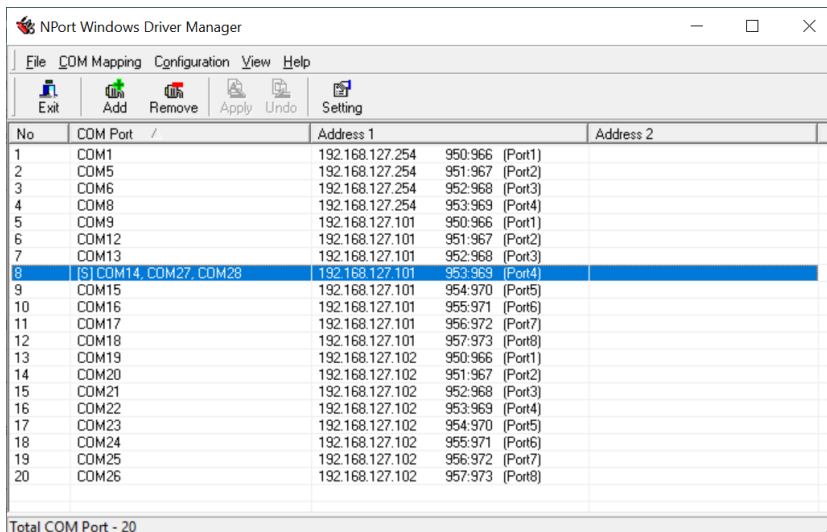 NPort Windows Driver Manager
File COM Mapping Configuration View Help
Exit Add Remove Apply Undo Setting
No COM Port Address 1 Address 2
1 COM1 192.168.127.254 950:966 (Port1)
2 COM5 192.168.127.254 951:967 (Port2)
3 COM6 192.168.127.254 952:968 (Port3)
4 COM8 192.168.127.254 953:969 (Port4)
5 COM9 192.168.127.101 950:966 (Port1)
6 COM12 192.168.127.101 951:967 (Port2)
7 COM13 192.168.127.101 952:968 (Port3)
8 [S] COM14, COM27, COM28 192.168.127.101 953:969 (Port4)
9 COM15 192.168.127.101 954:970 (Port5)
10 COM16 192.168.127.101 955:971 (Port6)
11 COM17 192.168.127.101 956:972 (Port7)
12 COM18 192.168.127.101 957:973 (Port8)
13 COM19 192.168.127.102 950:966 (Port1)
14 COM20 192.168.127.102 951:967 (Port2)
15 COM21 192.168.127.102 952:968 (Port3)
16 COM22 192.168.127.102 953:969 (Port4)
17 COM23 192.168.127.102 954:970 (Port5)
18 COM24 192.168.127.102 955:971 (Port6)
19 COM25 192.168.127.102 956:972 (Port7)
20 COM26 192.168.127.102 957:973 (Port8)
Total COM Port - 20